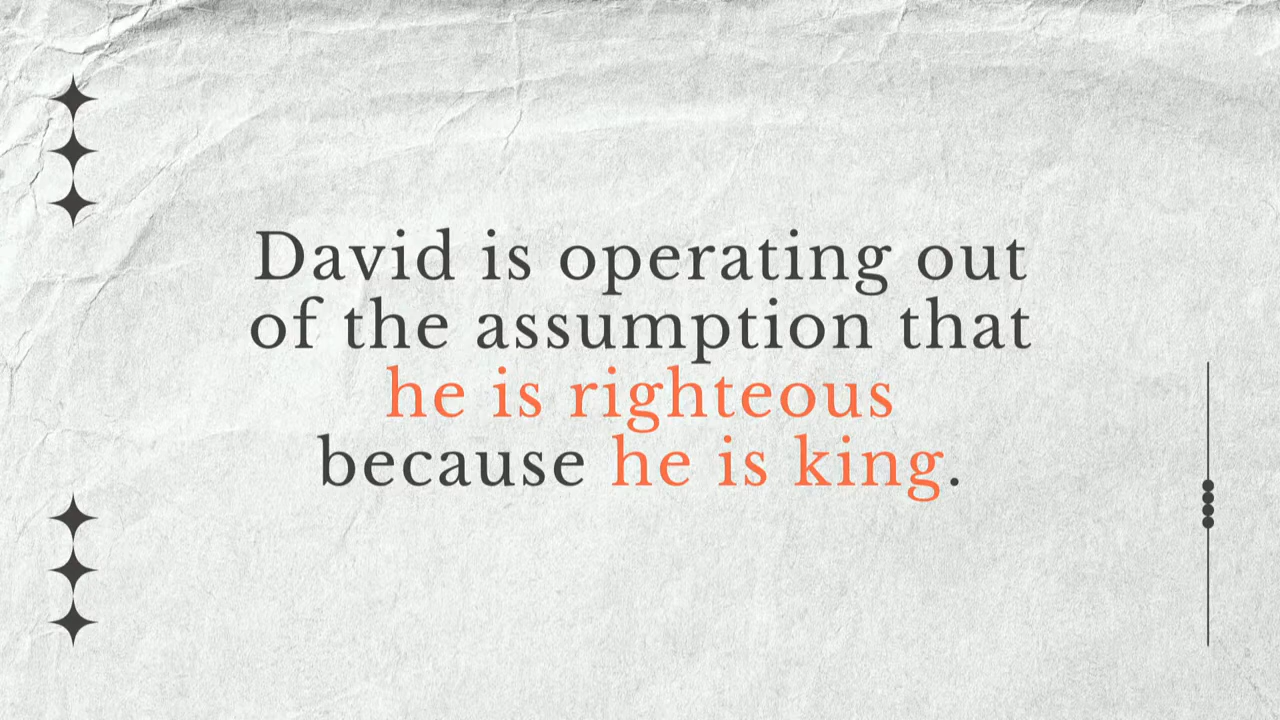 David is operating out
of the assumption that
he is righteous
because he is king.